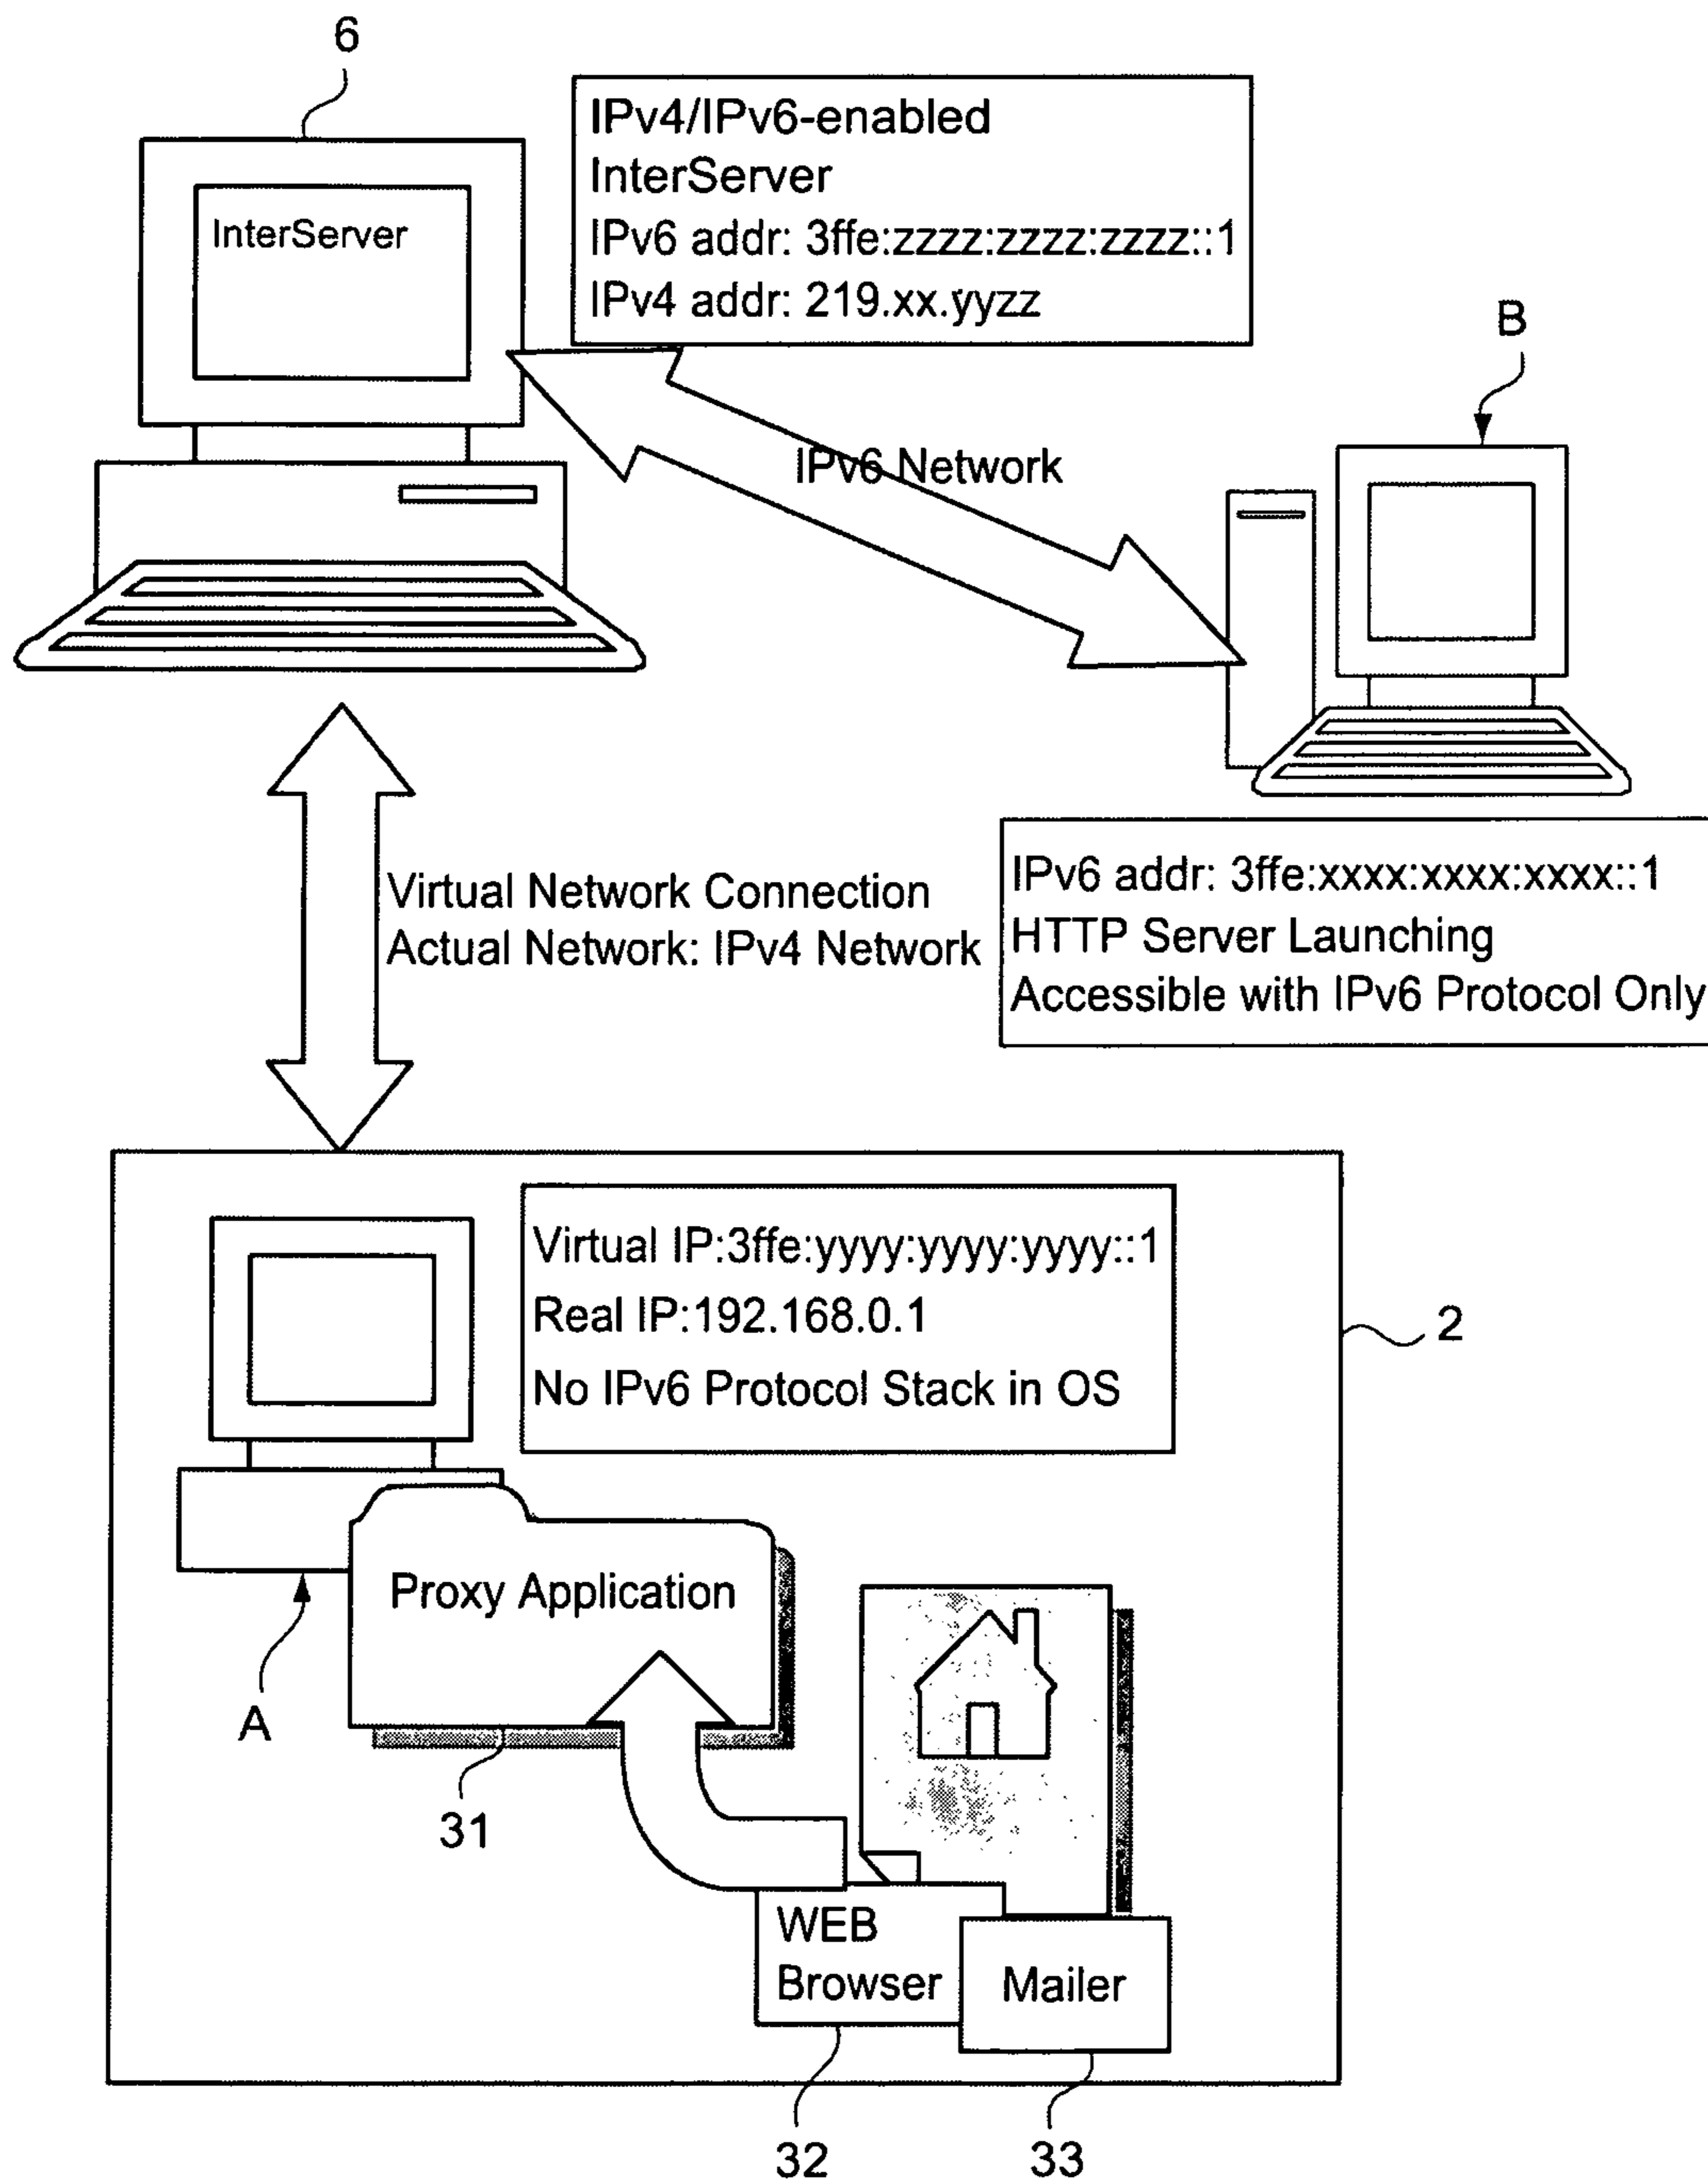 6
IPv4/IPv6-enabled
InterServer
IPv6 addr: 3ffe:zzzz:zzzz:zzzz::1
IPv4 addr: 219.xx.yyzz
InterServer
B
IPv6 Network
IPv6 addr: 3ffe:xxxx:xxxx:xxxx::1
HTTP Server Launching
Accessible with IPv6 Protocol Only
Virtual Network Connection
Actual Network: IPv4 Network
Virtual IP:3ffe:yyyy:yyyy:yyyy::1
Real IP:192.168.0.1
No IPv6 Protocol Stack in OS
2
Proxy Application
A
31
WEB
Browser
Mailer
32
33